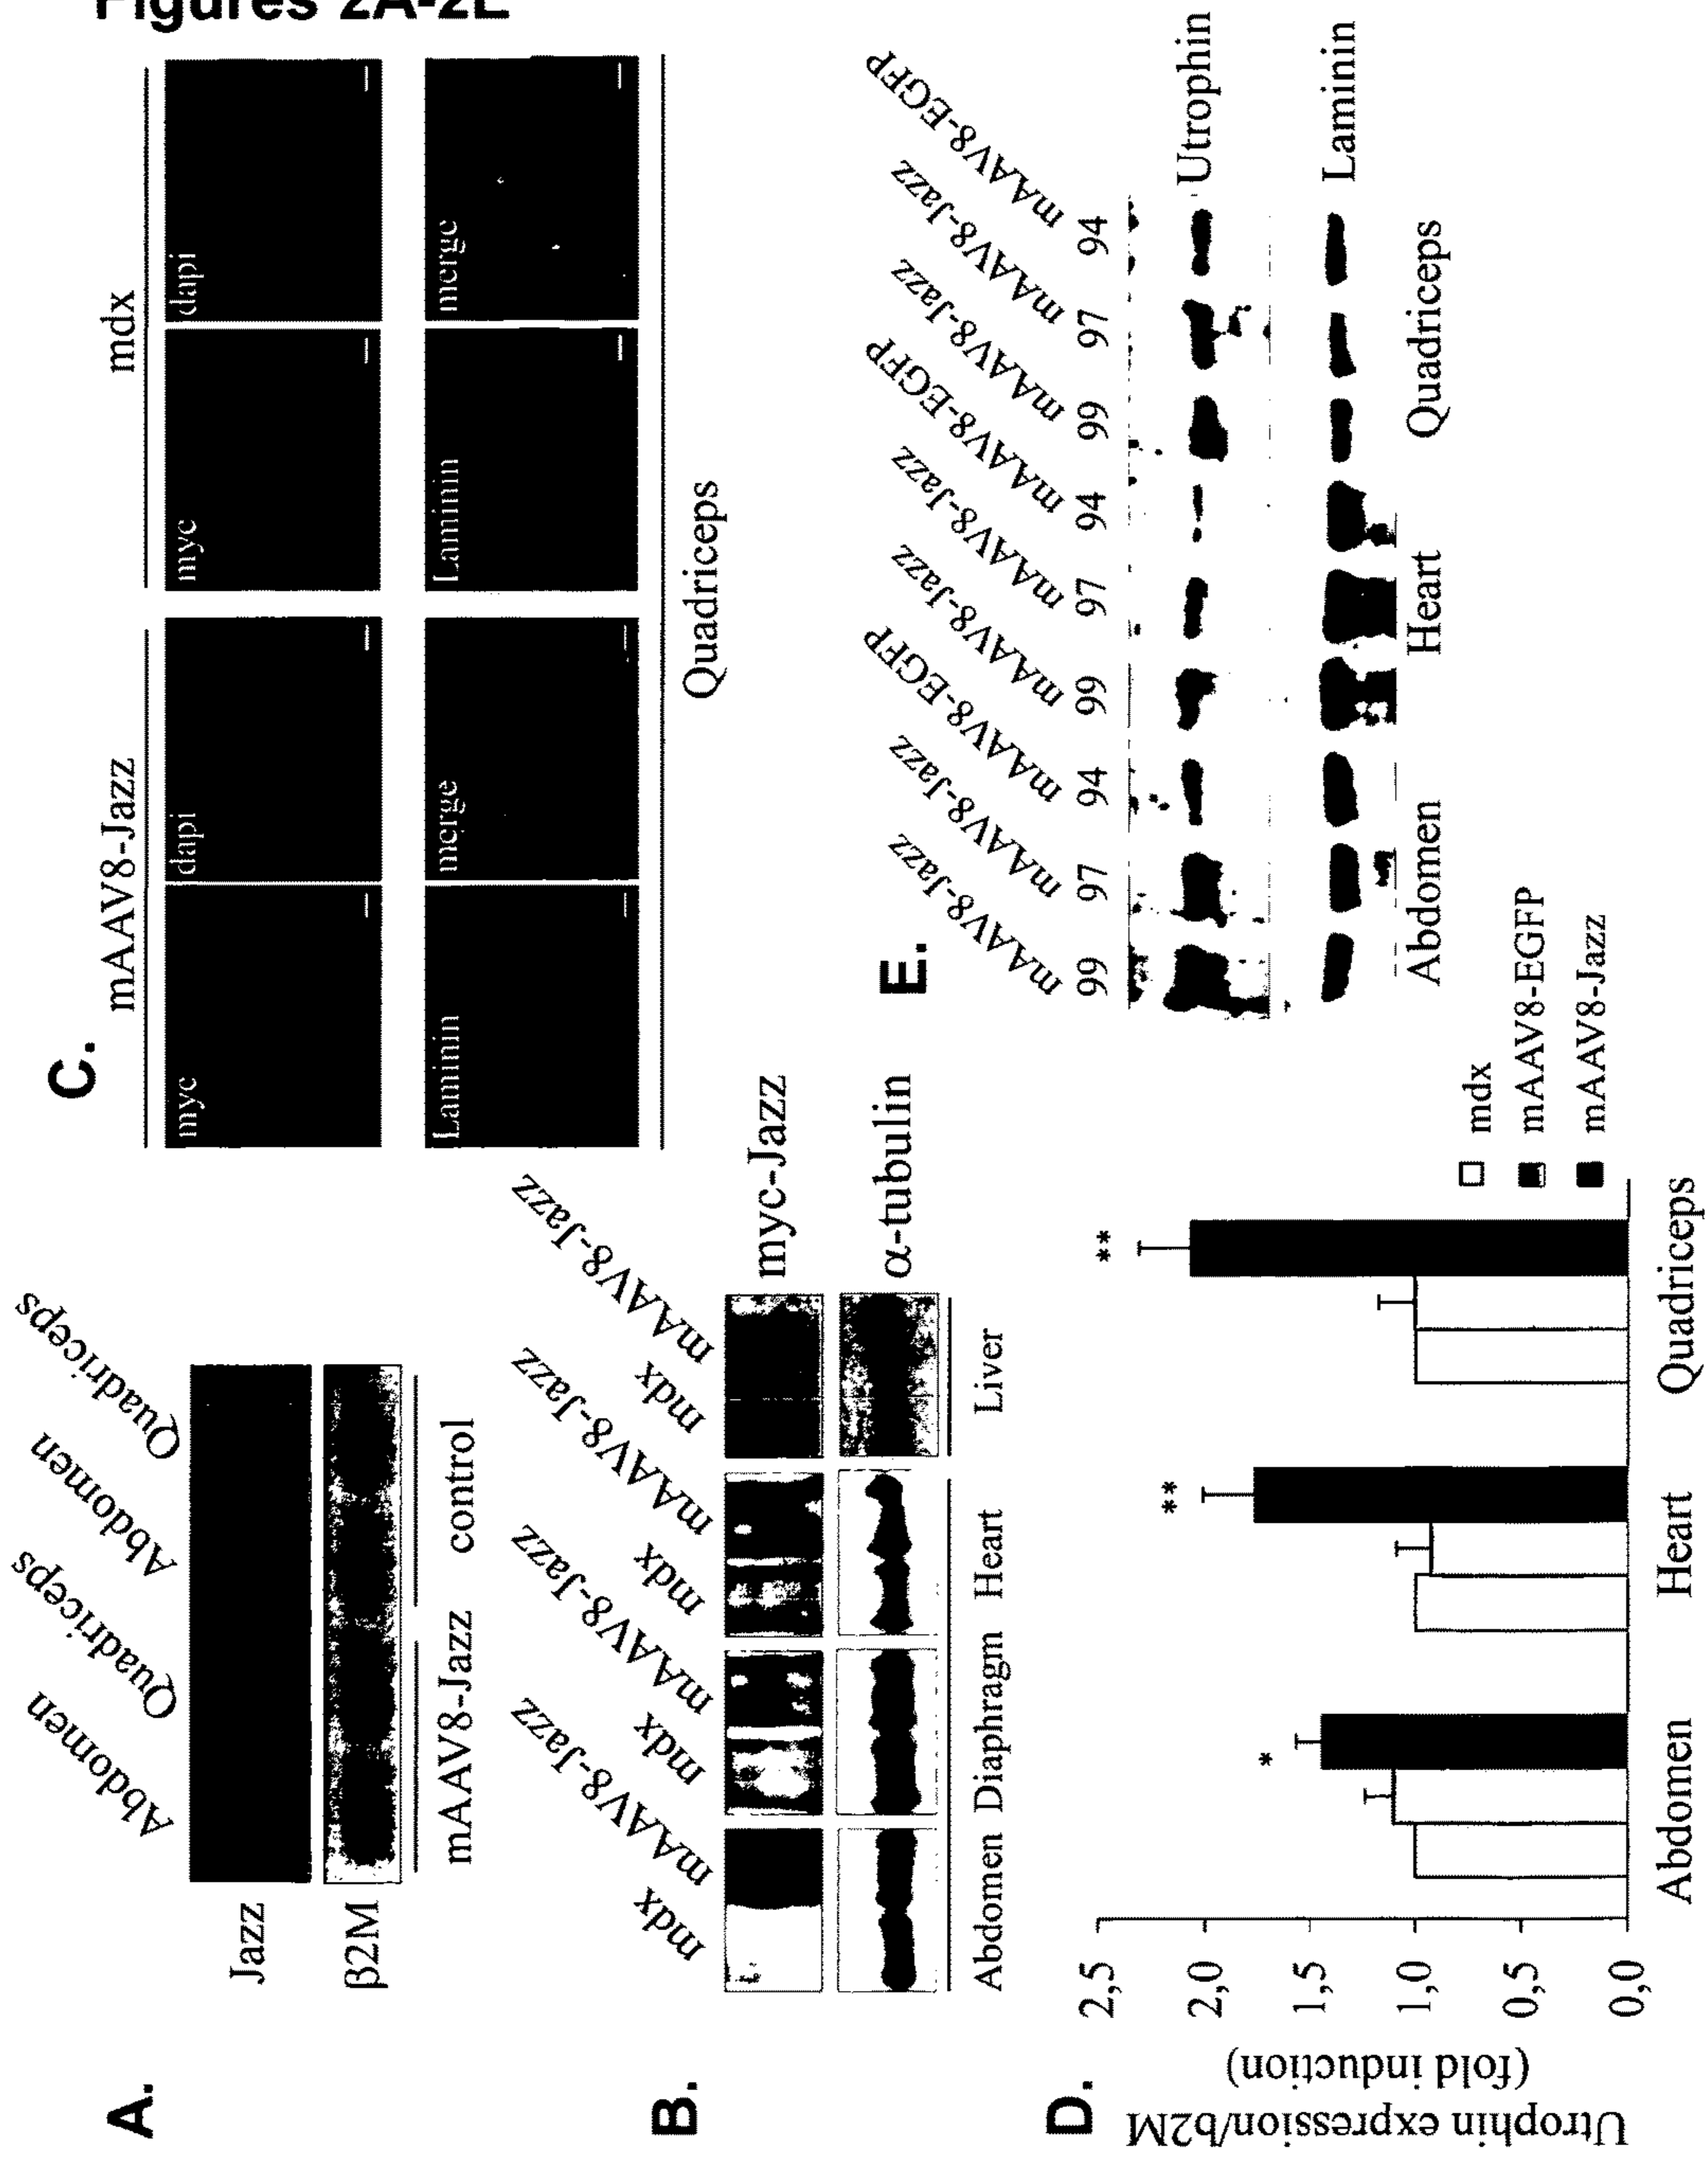 Figures 2A-2E
A.
Abdomen
Quadriceps
Abdomen
Quadriceps
Jazz
β2M
mAAV8-Jazz
control
B.
mdx
mAAV8-Jazz
mdx
mAAV8-Jazz
mdx
mAAV8-Jazz
mdx
mAAV8-Jazz
myc-Jazz
α-tubulin
Abdomen
Diaphragm
Heart
Liver
C.
mAAV8-Jazz
mdx
myc
dapi
myc
dapi
Laminin
merge
Laminin
merge
Quadriceps
D.
Utrophin expression/b2M
(fold induction)
2,5
2,0
1,5
1,0
0,5
0,0
*
**
**
Abdomen
Heart
Quadriceps
mdx
mAAV8-EGFP
mAAV8-Jazz
E.
mAAV8-Jazz
mAAV8-Jazz
mAAV8-EGFP
mAAV8-Jazz
mAAV8-Jazz
mAAV8-EGFP
mAAV8-Jazz
mAAV8-Jazz
mAAV8-EGFP
99 97 94 99 97 94 99 97 94
Utrophin
Laminin
Abdomen
Heart
Quadriceps